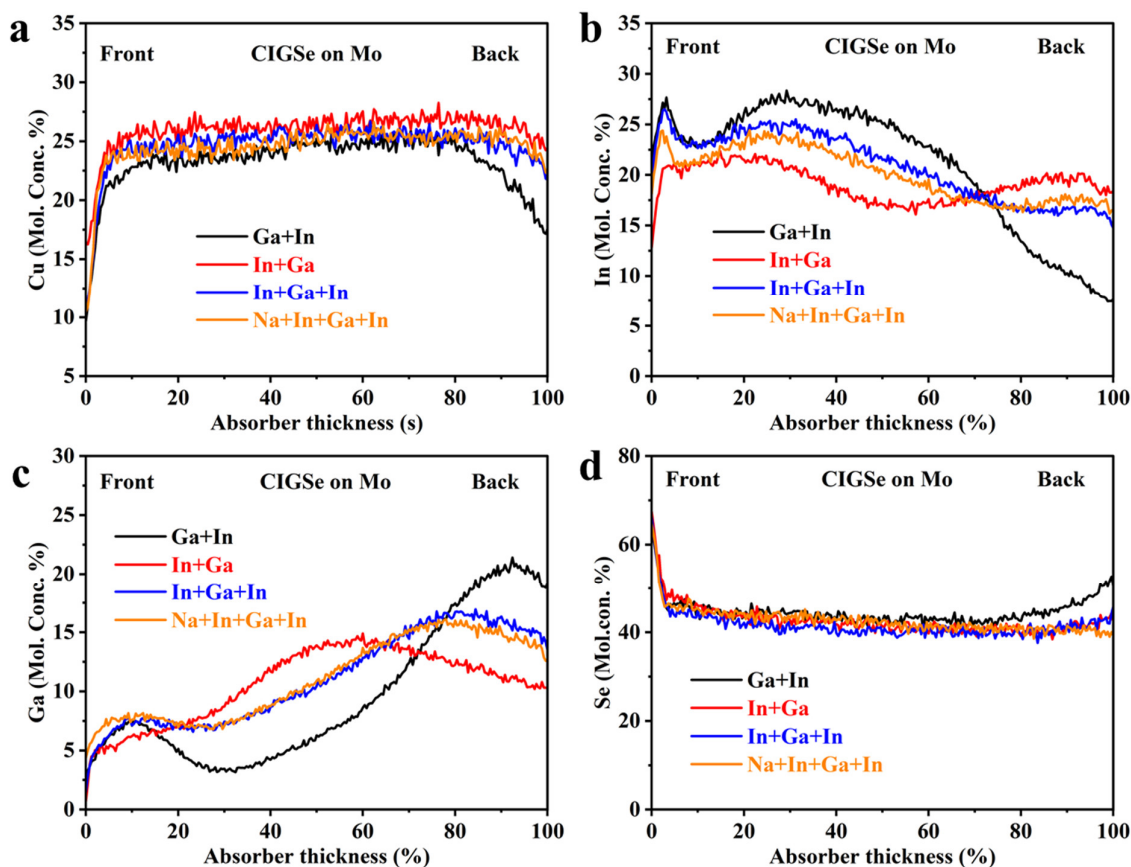 a
Front CIGSe on Mo Back
Cu (Mol. Conc. %)
35
30
25
20
15
10
5
Ga+In
In+Ga
In+Ga+In
Na+In+Ga+In
0 20 40 60 80 100
Absorber thickness (s)
b
Front CIGSe on Mo Back
In (Mol. Conc. %)
35
30
25
20
15
10
5
0
Ga+In
In+Ga
In+Ga+In
Na+In+Ga+In
0 20 40 60 80 100
Absorber thickness (%)
c
Front CIGSe on Mo Back
Ga (Mol. Conc. %)
30
25
20
15
10
5
0
Ga+In
In+Ga
In+Ga+In
Na+In+Ga+In
0 20 40 60 80 100
Absorber thickness (%)
d
Front CIGSe on Mo Back
Se (Mol.con. %)
80
60
40
20
0
Ga+In
In+Ga
In+Ga+In
Na+In+Ga+In
0 20 40 60 80 100
Absorber thickness (%)